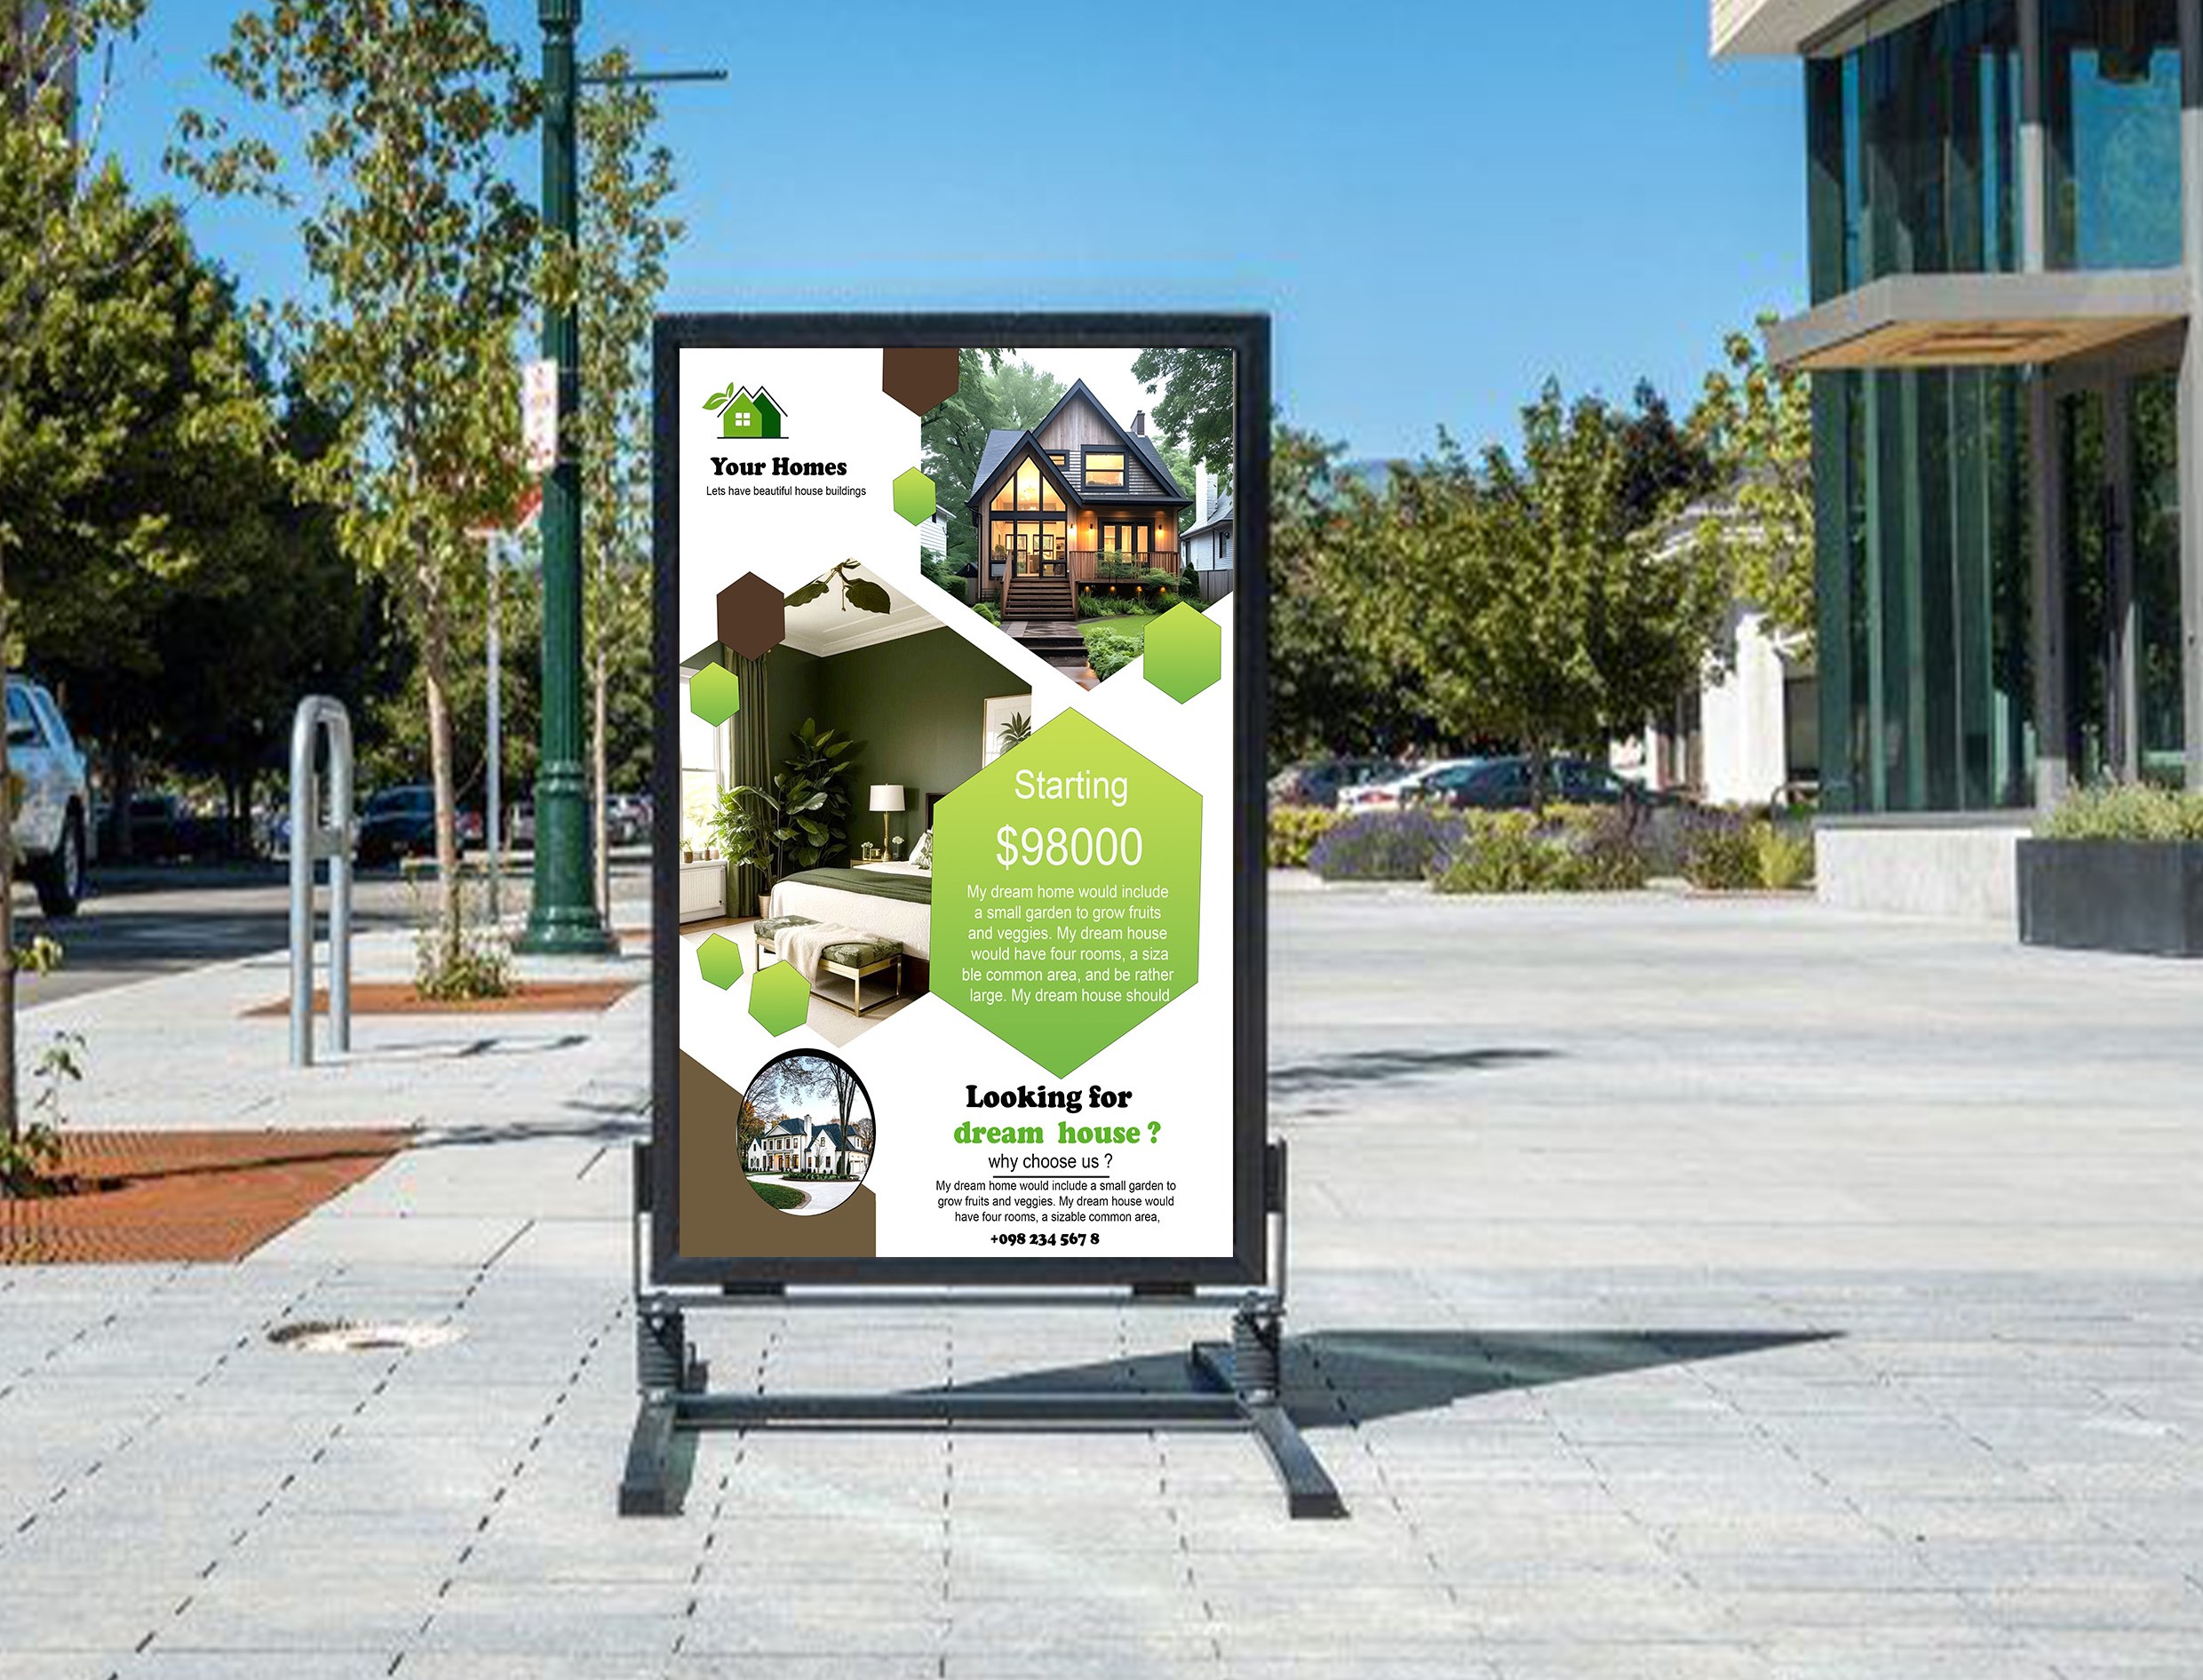 Your Homes
Lets have beautiful house buildings
Starting
$98000
My dream home would include
a small garden to grow fruits
and veggies. My dream house
would have four rooms, a siza
ble common area, and be rather
large. My dream house should
Looking for
dream house ?
why choose us ?
My dream home would include a small garden to
grow fruits and veggies. My dream house would
have four rooms, a sizable common area,
+098 234 567 8